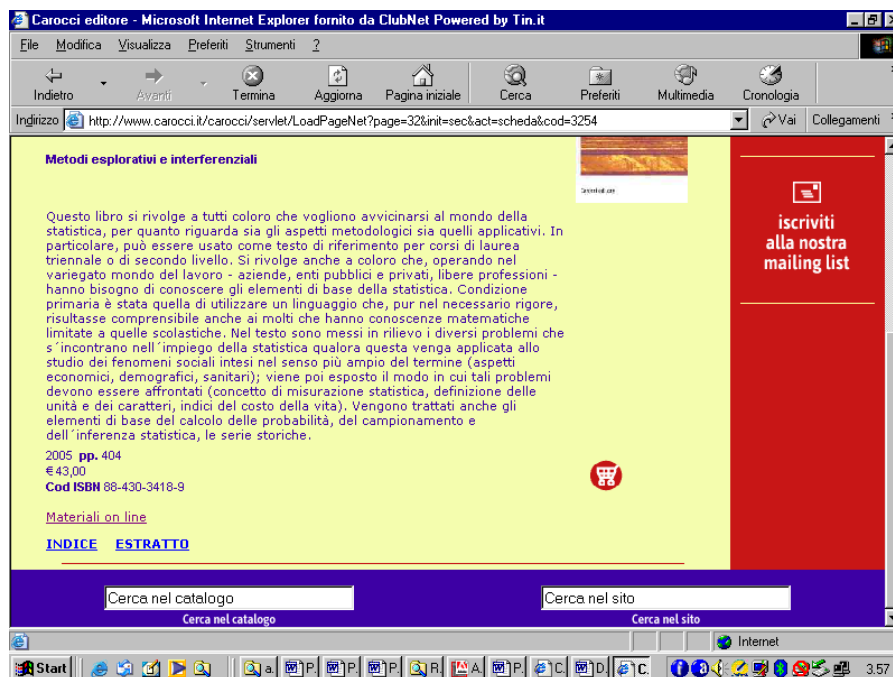 Carocci editore - Microsoft Internet Explorer fornito da ClubNet Powered by Tin.it
File Modifica Visualizza Preferiti Strumenti ?
Indietro Avanti Termina Aggiorna Pagina iniziale Cerca Preferiti Multimedia Cronologia
Indirizzo http://www.carocci.it/carocci/servlet/LoadPageNet?page=32&init=sec&act=scheda&cod=3254 Vai Collegamenti
Metodi esplorativi e interferenziali
Questo libro si rivolge a tutti coloro che vogliono avvicinarsi al mondo della
statistica, per quanto riguarda sia gli aspetti metodologici sia quelli applicativi. In
particolare, può essere usato come testo di riferimento per corsi di laurea
triennale o di secondo livello. Si rivolge anche a coloro che, operando nel
variegato mondo del lavoro - aziende, enti pubblici e privati, libere professioni -
hanno bisogno di conoscere gli elementi di base della statistica. Condizione
primaria è stata quella di utilizzare un linguaggio che, pur nel necessario rigore,
risultasse comprensibile anche ai molti che hanno conoscenze matematiche
limitate a quelle scolastiche. Nel testo sono messi in rilievo i diversi problemi che
s´incontrano nell´impiego della statistica qualora questa venga applicata allo
studio dei fenomeni sociali intesi nel senso più ampio del termine (aspetti
economici, demografici, sanitari); viene poi esposto il modo in cui tali problemi
devono essere affrontati (concetto di misurazione statistica, definizione delle
unità e dei caratteri, indici del costo della vita). Vengono trattati anche gli
elementi di base del calcolo delle probabilità, del campionamento e
dell´inferenza statistica, le serie storiche.
2005 pp. 404
€ 43,00
Cod ISBN 88-430-3418-9
Materiali on line
INDICE ESTRATTO
iscriviti
alla nostra
mailing list
Cerca nel catalogo Cerca nel sito
Cerca nel catalogo Cerca nel sito
Internet
Start a. P. P. P. R. A. P. C. D. C. 3.57